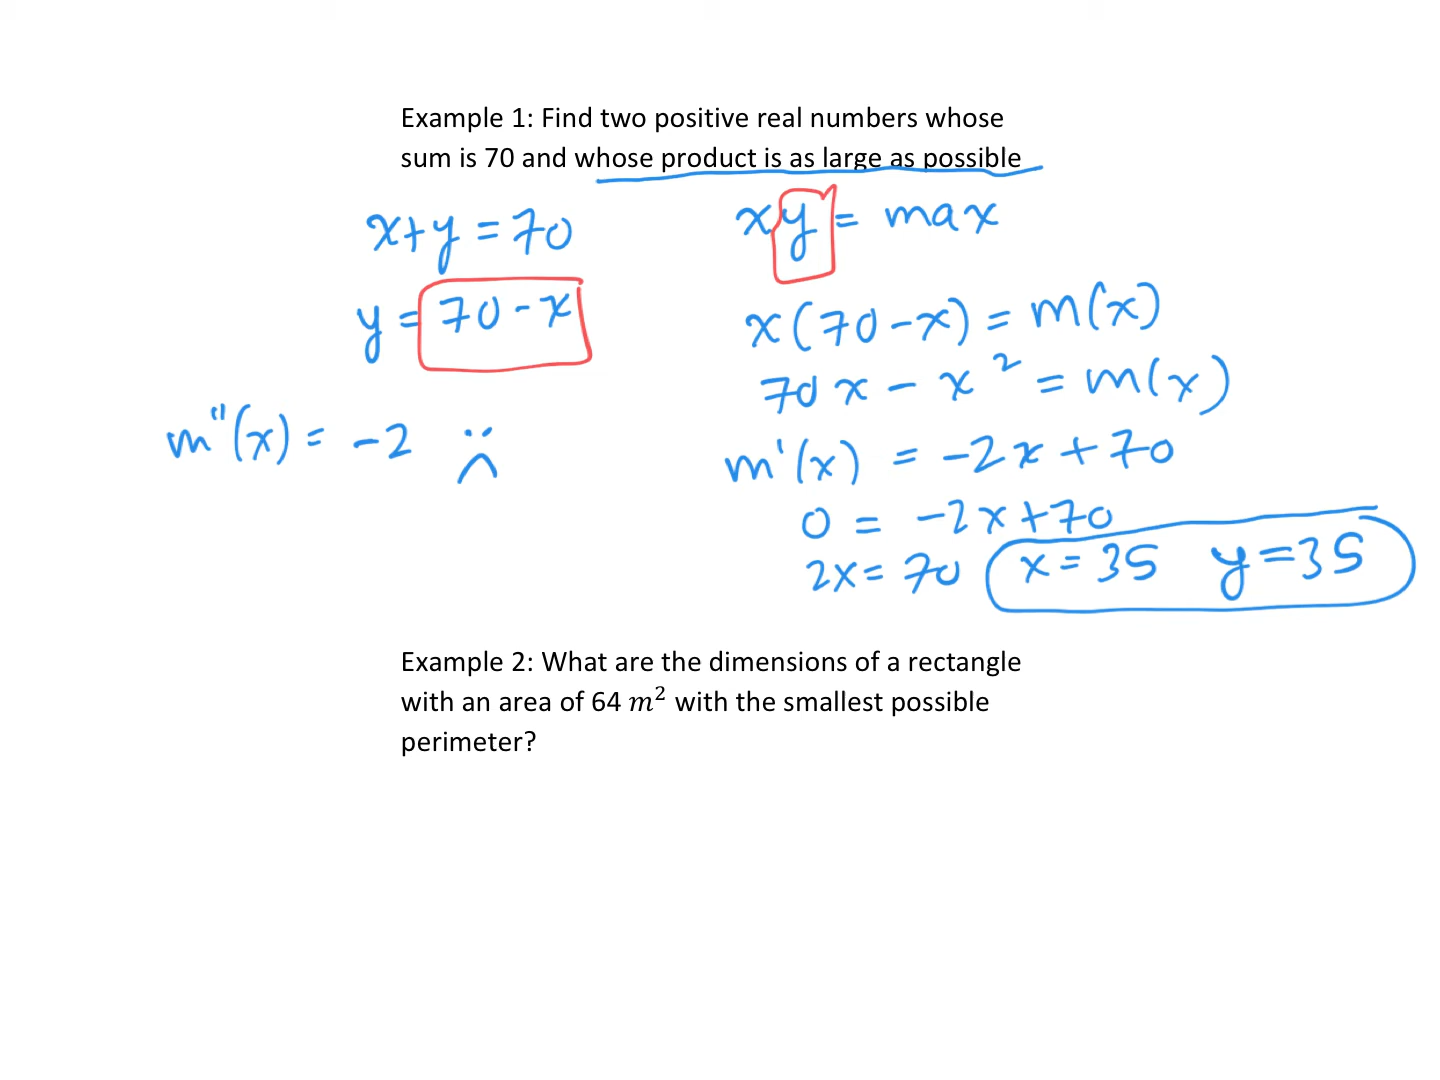 Example 1: Find two positive real numbers whose
sum is 70 and whose product is as large as possible
x+y = 70
y = 70 - x
m"(x) = -2
xy = max
x(70-x) = m(x)
70x - x² = m(x)
m'(x) = -2x + 70
0 = -2x+70
2x = 70 x = 35 y = 35
Example 2: What are the dimensions of a rectangle
with an area of 64 m² with the smallest possible
perimeter?